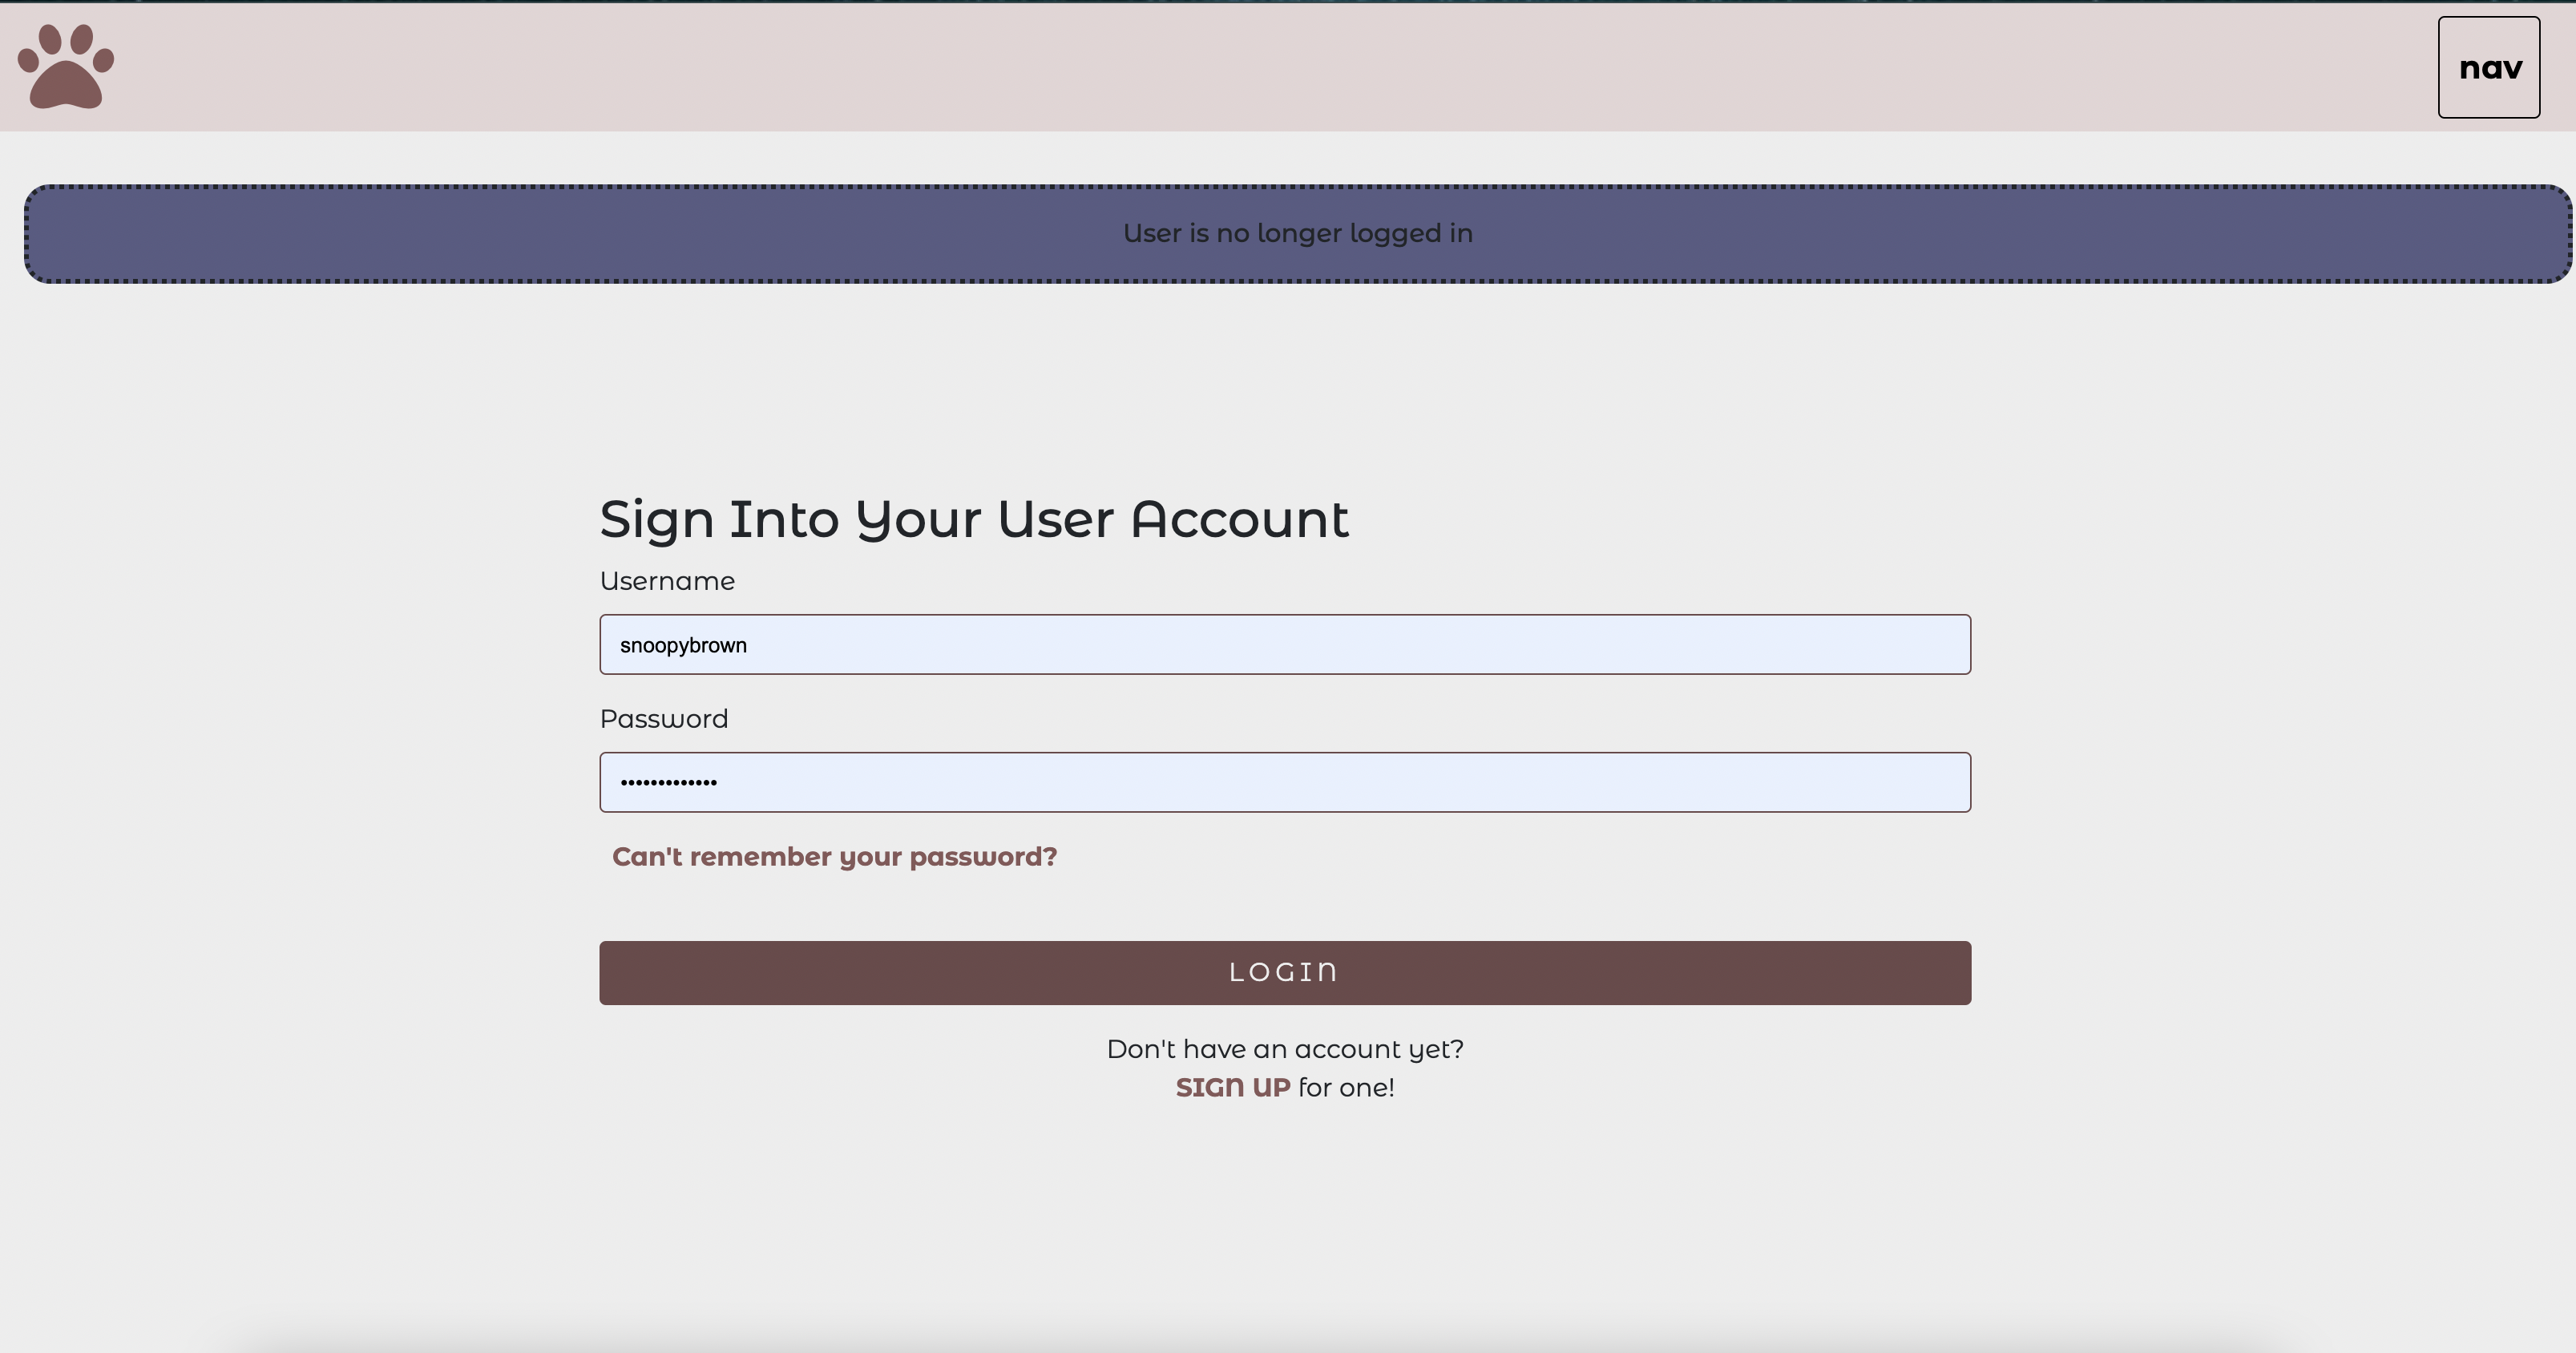 nav
User is no longer logged in
Sign Into Your User Account
Username
snoopybrown
Password
•••••••••••••
Can't remember your password?
LOGIN
Don't have an account yet?
SIGN UP for one!